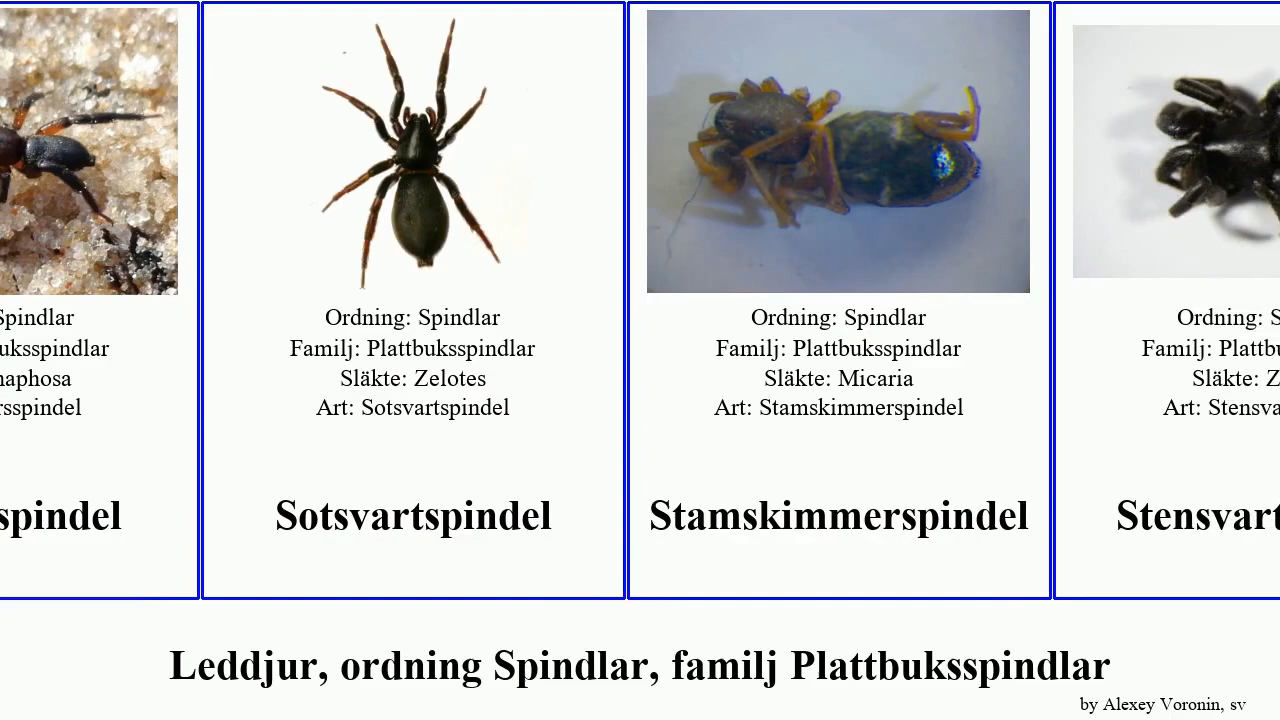 Spindlar
uksspindlar
naphosa
rsspindel
spindel
Ordning: Spindlar
Familj: Plattbuksspindlar
Släkte: Zelotes
Art: Sotsvartspindel
Sotsvartspindel
Ordning: Spindlar
Familj: Plattbuksspindlar
Släkte: Micaria
Art: Stamskimmerspindel
Stamskimmerspindel
Ordning: S
Familj: Plattbu
Släkte: Z
Art: Stensva
Stensvart
Leddjur, ordning Spindlar, familj Plattbuksspindlar
by Alexey Voronin, sv